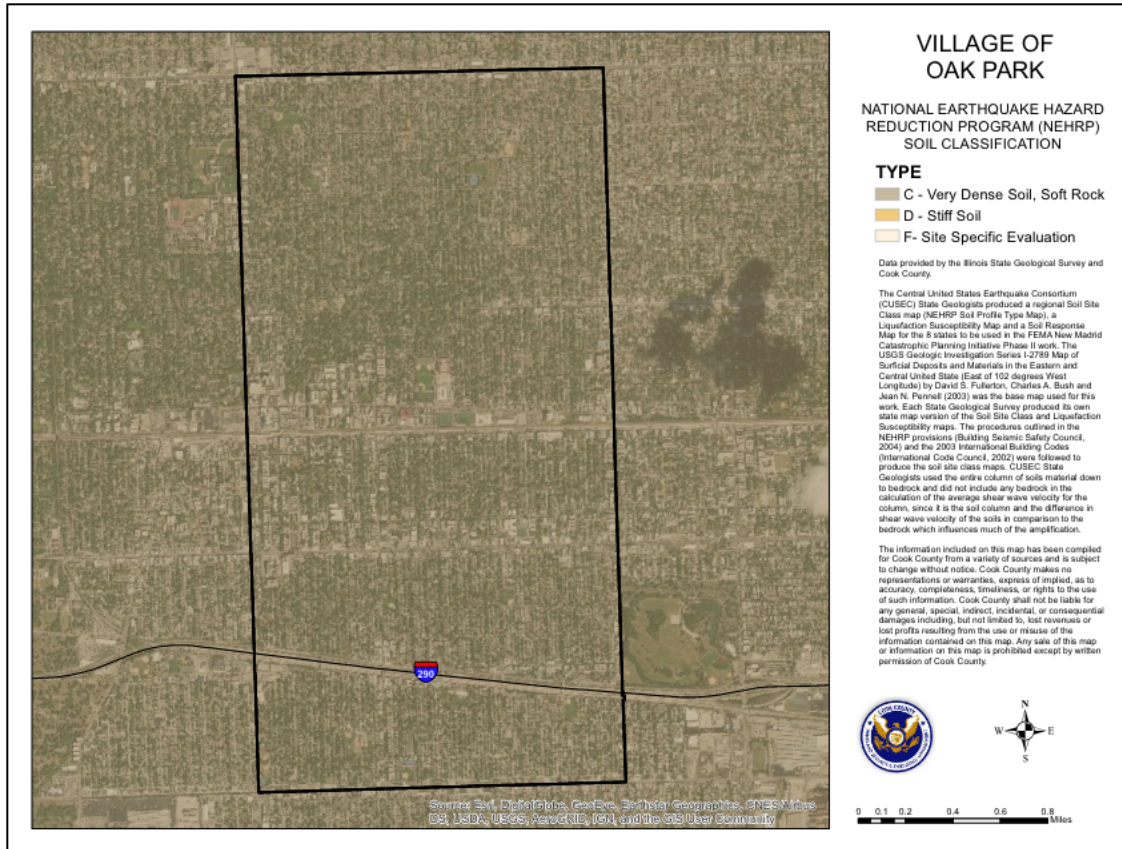 VILLAGE OF
OAK PARK
NATIONAL EARTHQUAKE HAZARD
REDUCTION PROGRAM (NEHRP)
SOIL CLASSIFICATION
TYPE
C - Very Dense Soil, Soft Rock
D - Stiff Soil
F- Site Specific Evaluation
Data provided by the Illinois State Geological Survey and
Cook County.
The Central United States Earthquake Consortium
(CUSEC) State Geologists produced a regional Soil Site
Class map (NEHRP Soil Profile Type Map), a
Liquefaction Susceptibility Map and a Soil Response
Map for the 8 states to be used in the FEMA New Madrid
Catastrophic Planning Initiative Phase II work. The
USGS Geologic Investigation Series I-2789 Map of
Surficial Deposits and Materials in the Eastern and
Central United State (East of 102 degrees West
Longitude) by David S. Fullerton, Charles A. Bush and
Jean N. Pennell (2003) was the base map used for this
work. Each State Geological Survey produced its own
state map version of the Soil Site Class and Liquefaction
Susceptibility maps. The procedures outlined in the
NEHRP provisions (Building Seismic Safety Council,
2004) and the 2003 International Building Codes
(International Code Council, 2002) were followed to
produce the soil site class maps. CUSEC State
Geologists used the entire column of soils material down
to bedrock and did not include any bedrock in the
calculation of the average shear wave velocity for the
column, since it is the soil column and the difference in
shear wave velocity of the soils in comparison to the
bedrock which influences much of the amplification.
The information included on this map has been compiled
for Cook County from a variety of sources and is subject
to change without notice. Cook County makes no
representations or warranties, express of implied, as to
accuracy, completeness, timeliness, or rights to the use
of such information. Cook County shall not be liable for
any general, special, indirect, incidental, or consequential
damages including, but not limited to, lost revenues or
lost profits resulting from the use or misuse of the
information contained on this map. Any sale of this map
or information on this map is prohibited except by written
permission of Cook County.
290
COOK COUNTY
N
W E
S
Source: Esri, DigitalGlobe, GeoEye, Earthstar Geographics, CNES/Airbus
DS, USDA, USGS, AeroGRID, IGN, and the GIS User Community
0 0.1 0.2 0.4 0.6 0.8
Miles